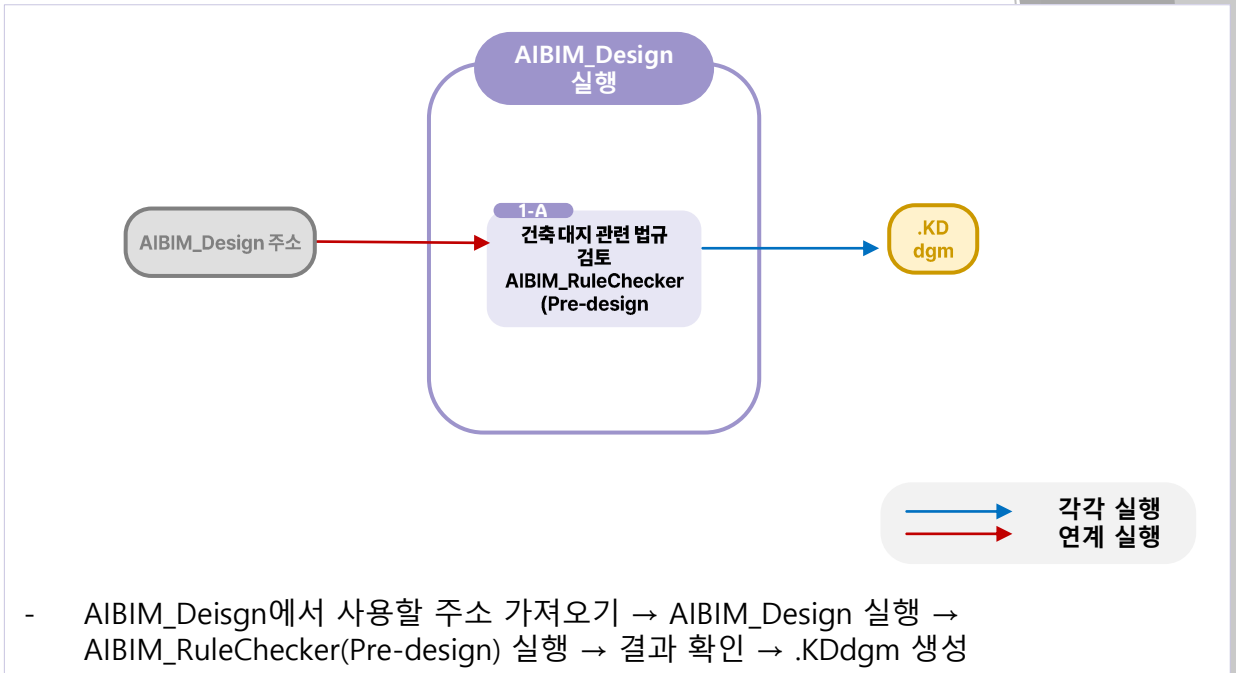 AIBIM_Design
실행
AIBIM_Design 주소
1-A
건축 대지 관련 법규
검토
AIBIM_RuleChecker
(Pre-design
.KD
dgm
각각 실행
연계 실행
- AIBIM_Deisgn에서 사용할 주소 가져오기 → AIBIM_Design 실행 →
AIBIM_RuleChecker(Pre-design) 실행 → 결과 확인 → .KDdgm 생성